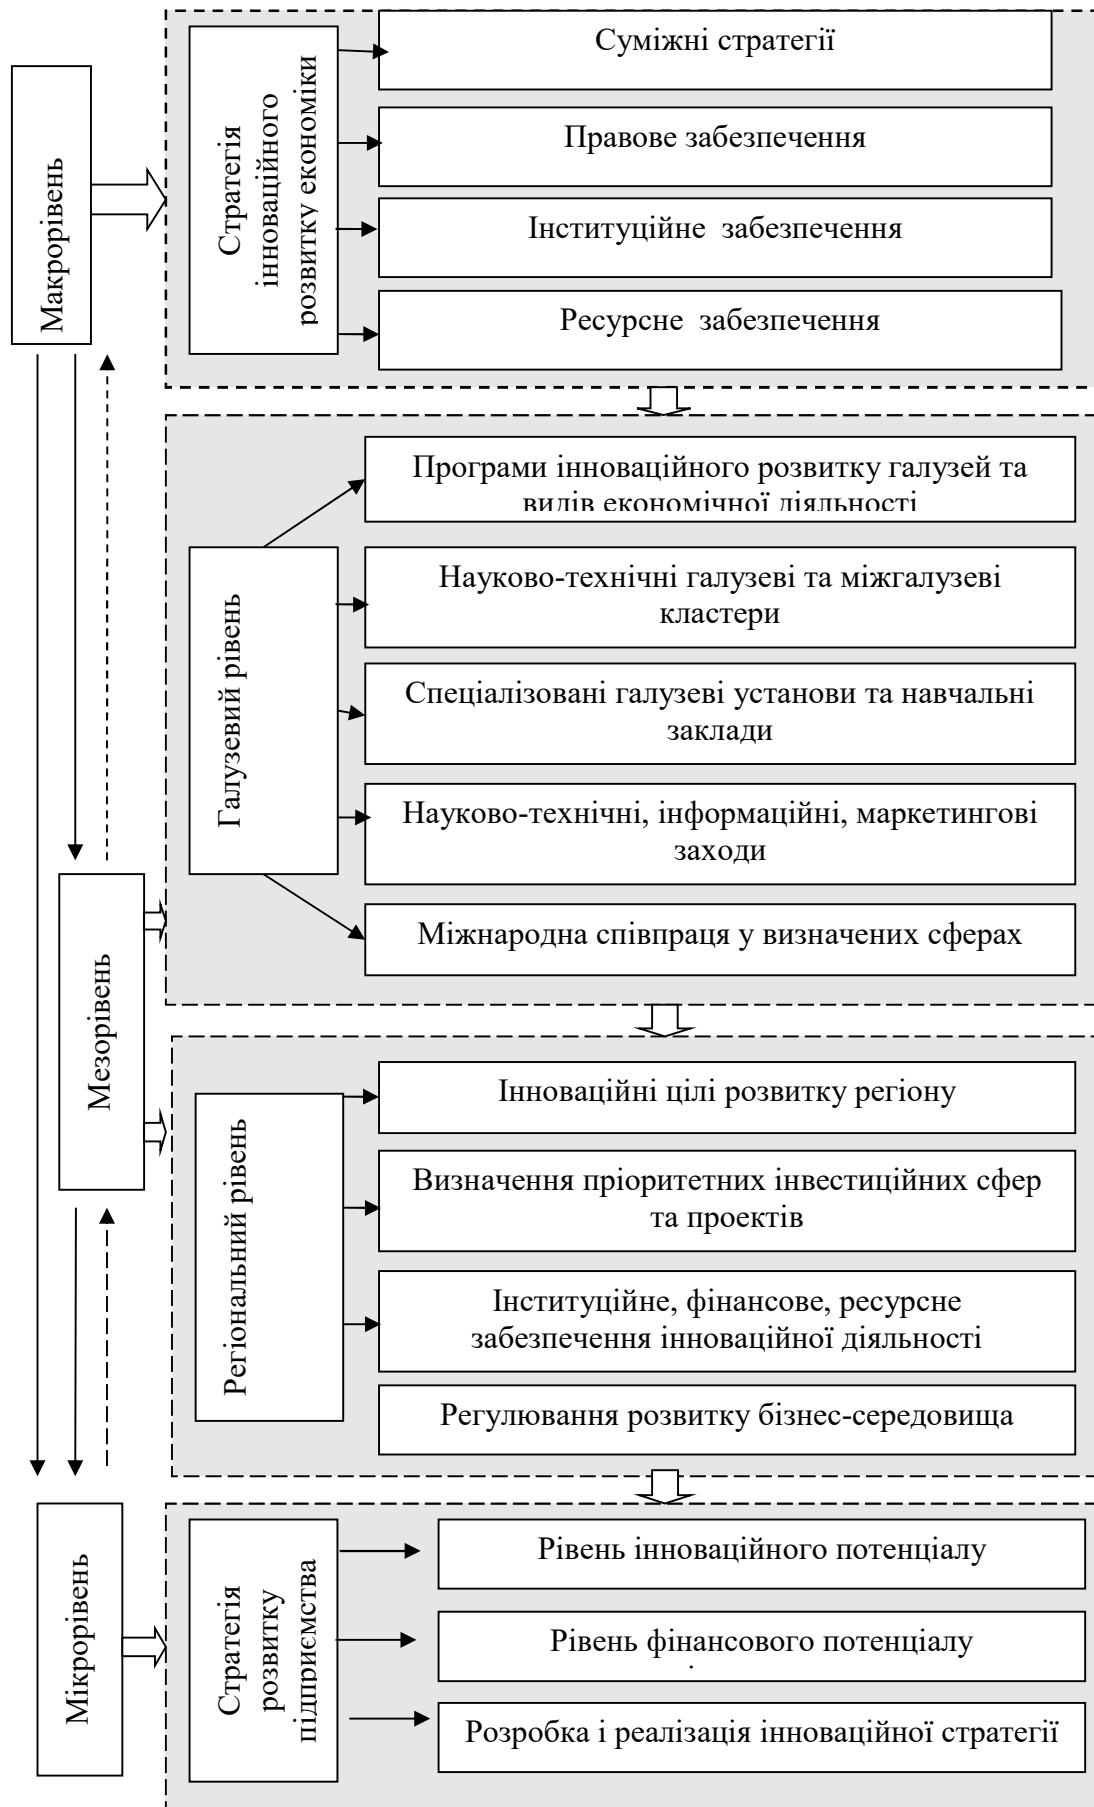 Макрорівень
Стратегія
інноваційного
розвитку економіки
Суміжні стратегії
Правове забезпечення
Інституційне забезпечення
Ресурсне забезпечення
Мезорівень
Галузевий рівень
Програми інноваційного розвитку галузей та
видів економічної діяльності
Науково-технічні галузеві та міжгалузеві
кластери
Спеціалізовані галузеві установи та навчальні
заклади
Науково-технічні, інформаційні, маркетингові
заходи
Міжнародна співпраця у визначених сферах
Регіональний рівень
Інноваційні цілі розвитку регіону
Визначення пріоритетних інвестиційних сфер
та проектів
Інституційне, фінансове, ресурсне
забезпечення інноваційної діяльності
Регулювання розвитку бізнес-середовища
Мікрорівень
Стратегія
розвитку
підприємства
Рівень інноваційного потенціалу
Рівень фінансового потенціалу
Розробка і реалізація інноваційної стратегії